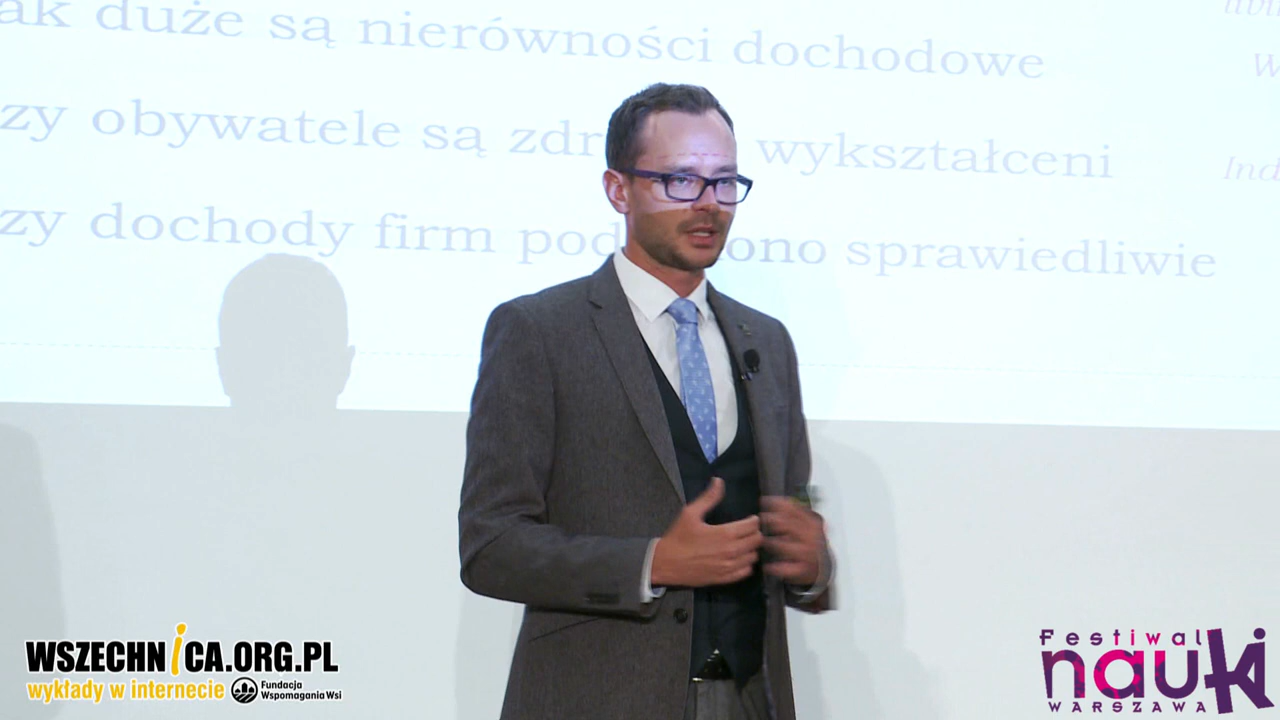 ak duże są nierówności dochodowe
zy obywatele są zdr wykształceni
zy dochody firm pod ono sprawiedliwie
Ind
WSZECHNiCA.ORG.PL
wykłady w internecie
Fundacja
Wspomagania Wsi
Festiwal
nauki
WARSZAWA